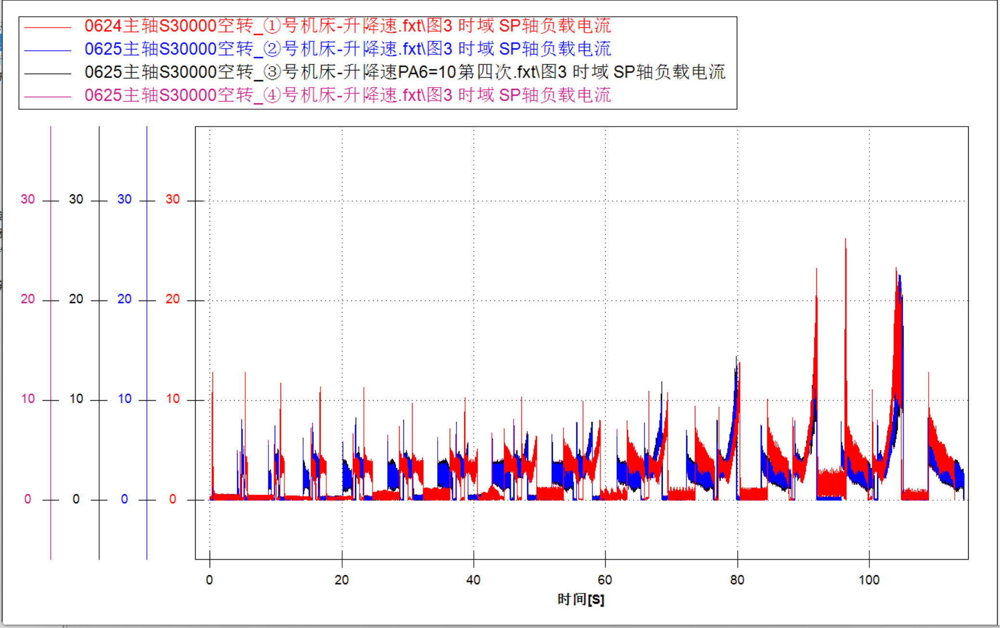 0624主轴S30000空转_①号机床-升降速.fxt\图3 时域 SP轴负载电流
0625主轴S30000空转_②号机床-升降速.fxt\图3 时域 SP轴负载电流
0625主轴S30000空转_③号机床-升降速PA6=10第四次.fxt\图3 时域 SP轴负载电流
0625主轴S30000空转_④号机床-升降速.fxt\图3 时域 SP轴负载电流
30 30 30 30
20 20 20 20
10 10 10 10
0 0 0 0
0 20 40 60 80 100
时间[S]